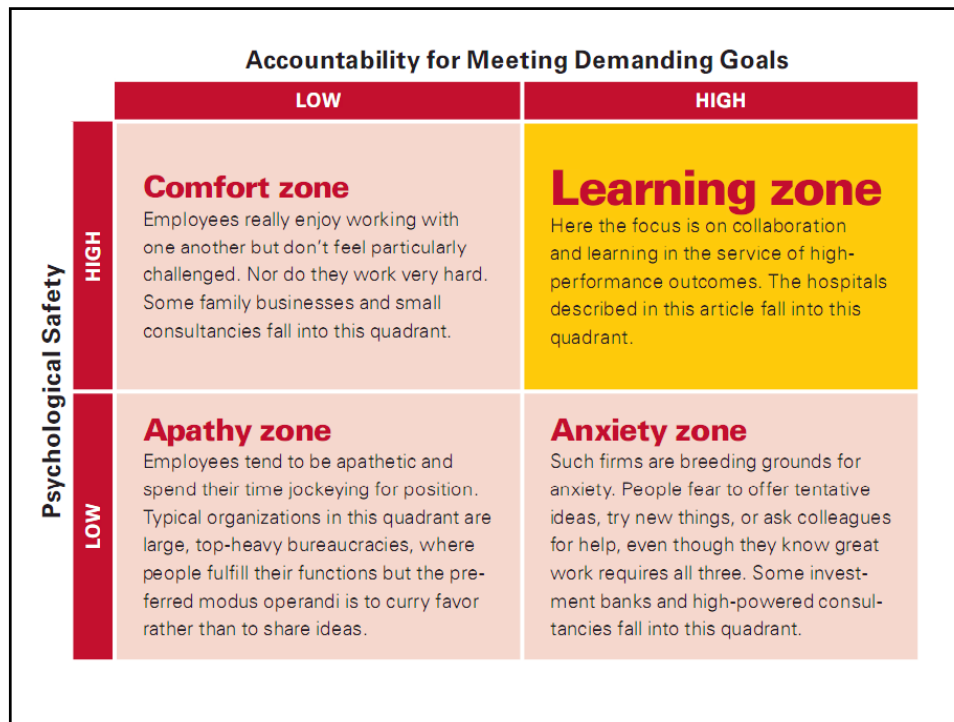 Accountability for Meeting Demanding Goals
LOW
HIGH
Psychological Safety
HIGH
Comfort zone
Employees really enjoy working with
one another but don't feel particularly
challenged. Nor do they work very hard.
Some family businesses and small
consultancies fall into this quadrant.
Learning zone
Here the focus is on collaboration
and learning in the service of high-
performance outcomes. The hospitals
described in this article fall into this
quadrant.
LOW
Apathy zone
Employees tend to be apathetic and
spend their time jockeying for position.
Typical organizations in this quadrant are
large, top-heavy bureaucracies, where
people fulfill their functions but the pre-
ferred modus operandi is to curry favor
rather than to share ideas.
Anxiety zone
Such firms are breeding grounds for
anxiety. People fear to offer tentative
ideas, try new things, or ask colleagues
for help, even though they know great
work requires all three. Some invest-
ment banks and high-powered consul-
tancies fall into this quadrant.